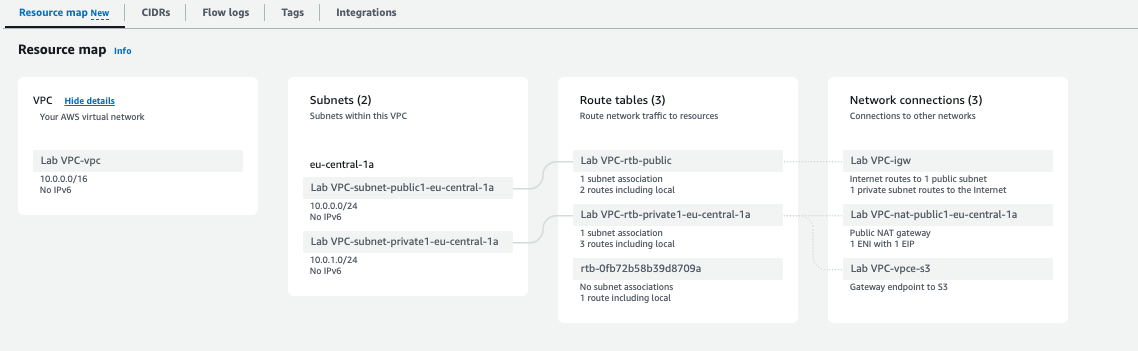 Resource map New
CIDRs
Flow logs
Tags
Integrations
Resource map Info
VPC Hide details
Your AWS virtual network
Lab VPC-vpc
10.0.0.0/16
No IPv6
Subnets (2)
Subnets within this VPC
eu-central-1a
Lab VPC-subnet-public1-eu-central-1a
10.0.0.0/24
No IPv6
Lab VPC-subnet-private1-eu-central-1a
10.0.1.0/24
No IPv6
Route tables (3)
Route network traffic to resources
Lab VPC-rtb-public
1 subnet association
2 routes including local
Lab VPC-rtb-private1-eu-central-1a
1 subnet association
3 routes including local
rtb-0fb72b58b39d8709a
No subnet associations
1 route including local
Network connections (3)
Connections to other networks
Lab VPC-igw
Internet routes to 1 public subnet
1 private subnet routes to the Internet
Lab VPC-nat-public1-eu-central-1a
Public NAT gateway
1 ENI with 1 EIP
Lab VPC-vpce-s3
Gateway endpoint to S3